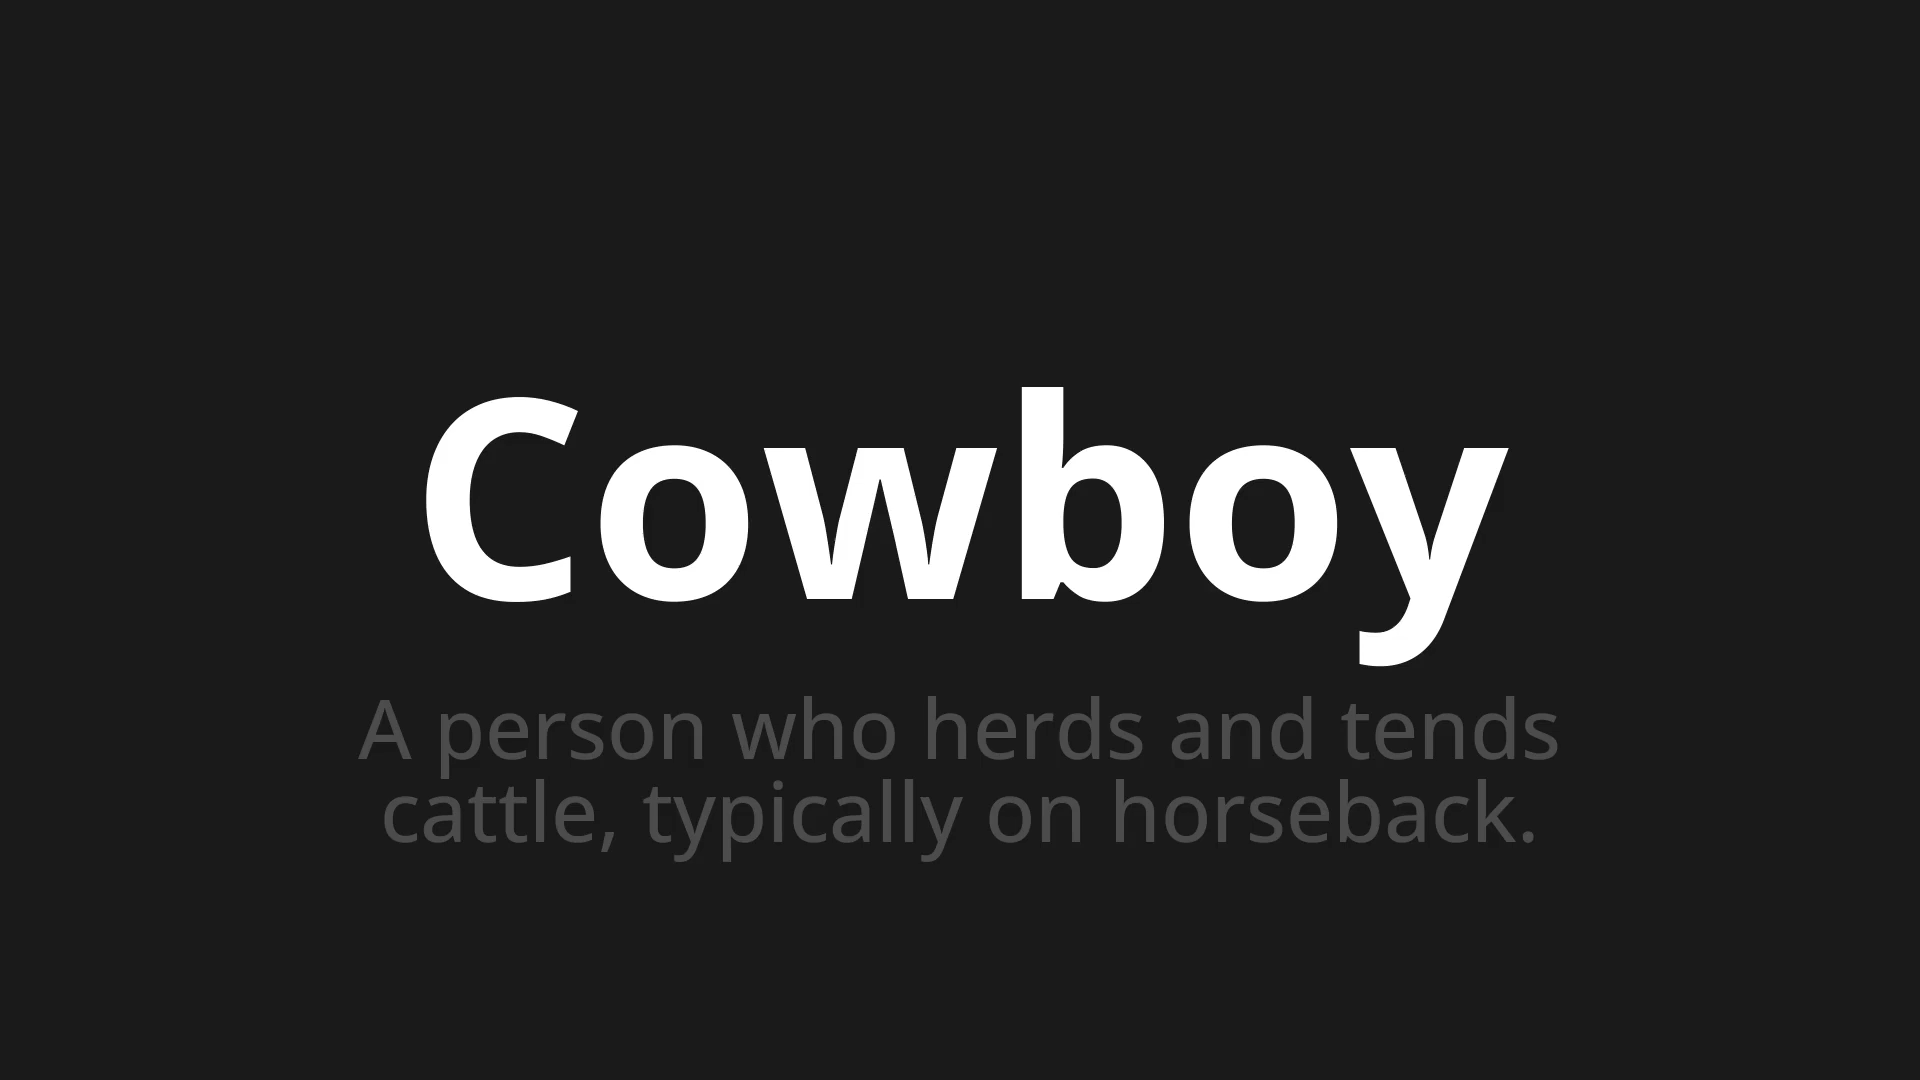 Cowboy
A person who herds and tends
cattle, typically on horseback.